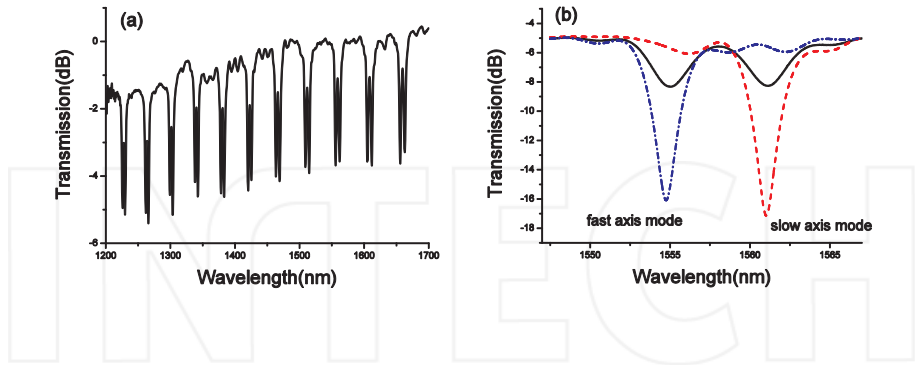 (a)
Transmission(dB)
0
-2
-4
-6
1200 1300 1400 1500 1600 1700
Wavelength(nm)
(b)
Transmission(dB)
-4
-6
-8
-10
-12
-14
-16
-18
fast axis mode
slow axis mode
1550 1555 1560 1565
Wavelength(nm)
INTECH